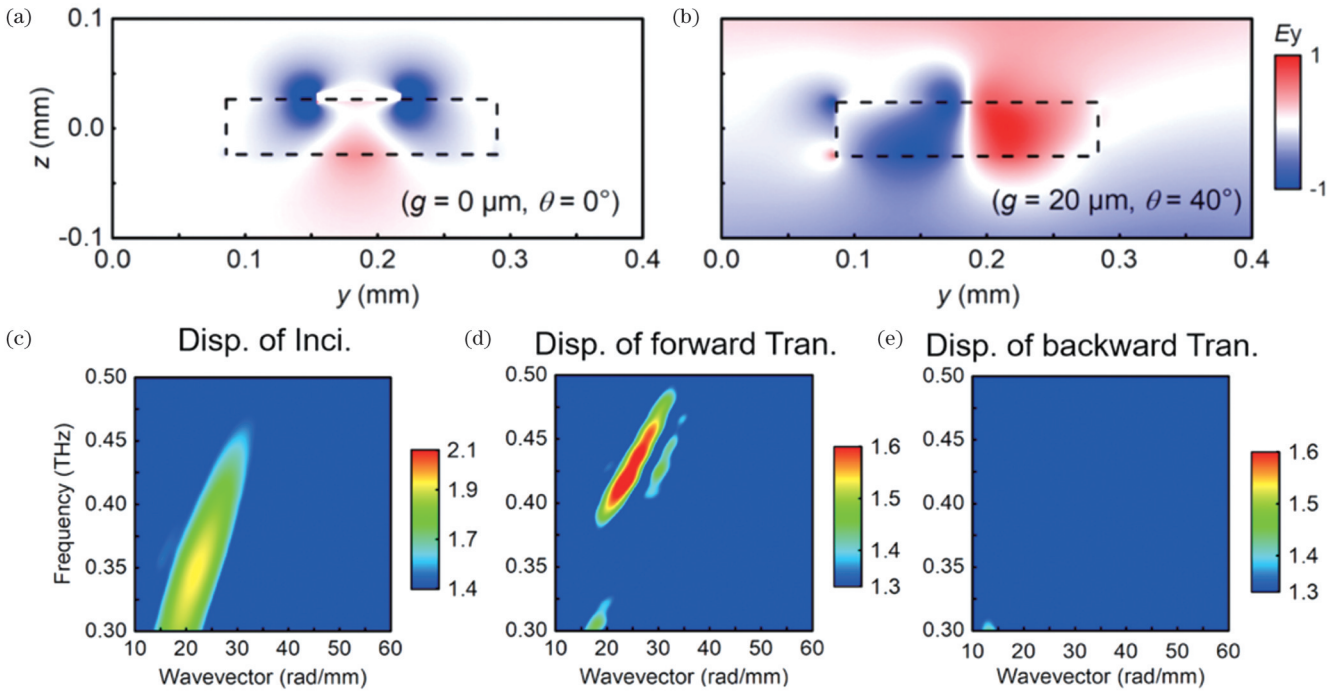 (a)
0.1
0.0
-0.1
z (mm)
(g = 0 μm, θ = 0°)
0.0 0.1 0.2 0.3 0.4
y (mm)
(b)
(g = 20 μm, θ = 40°)
0.0 0.1 0.2 0.3 0.4
y (mm)
Ey
1
-1
(c)
Disp. of Inci.
0.50
0.45
0.40
0.35
0.30
Frequency (THz)
10 20 30 40 50 60
Wavevector (rad/mm)
2.1
1.9
1.7
1.4
(d)
Disp. of forward Tran.
0.50
0.45
0.40
0.35
0.30
10 20 30 40 50 60
Wavevector (rad/mm)
1.6
1.5
1.4
1.3
(e)
Disp. of backward Tran.
0.50
0.45
0.40
0.35
0.30
10 20 30 40 50 60
Wavevector (rad/mm)
1.6
1.5
1.4
1.3